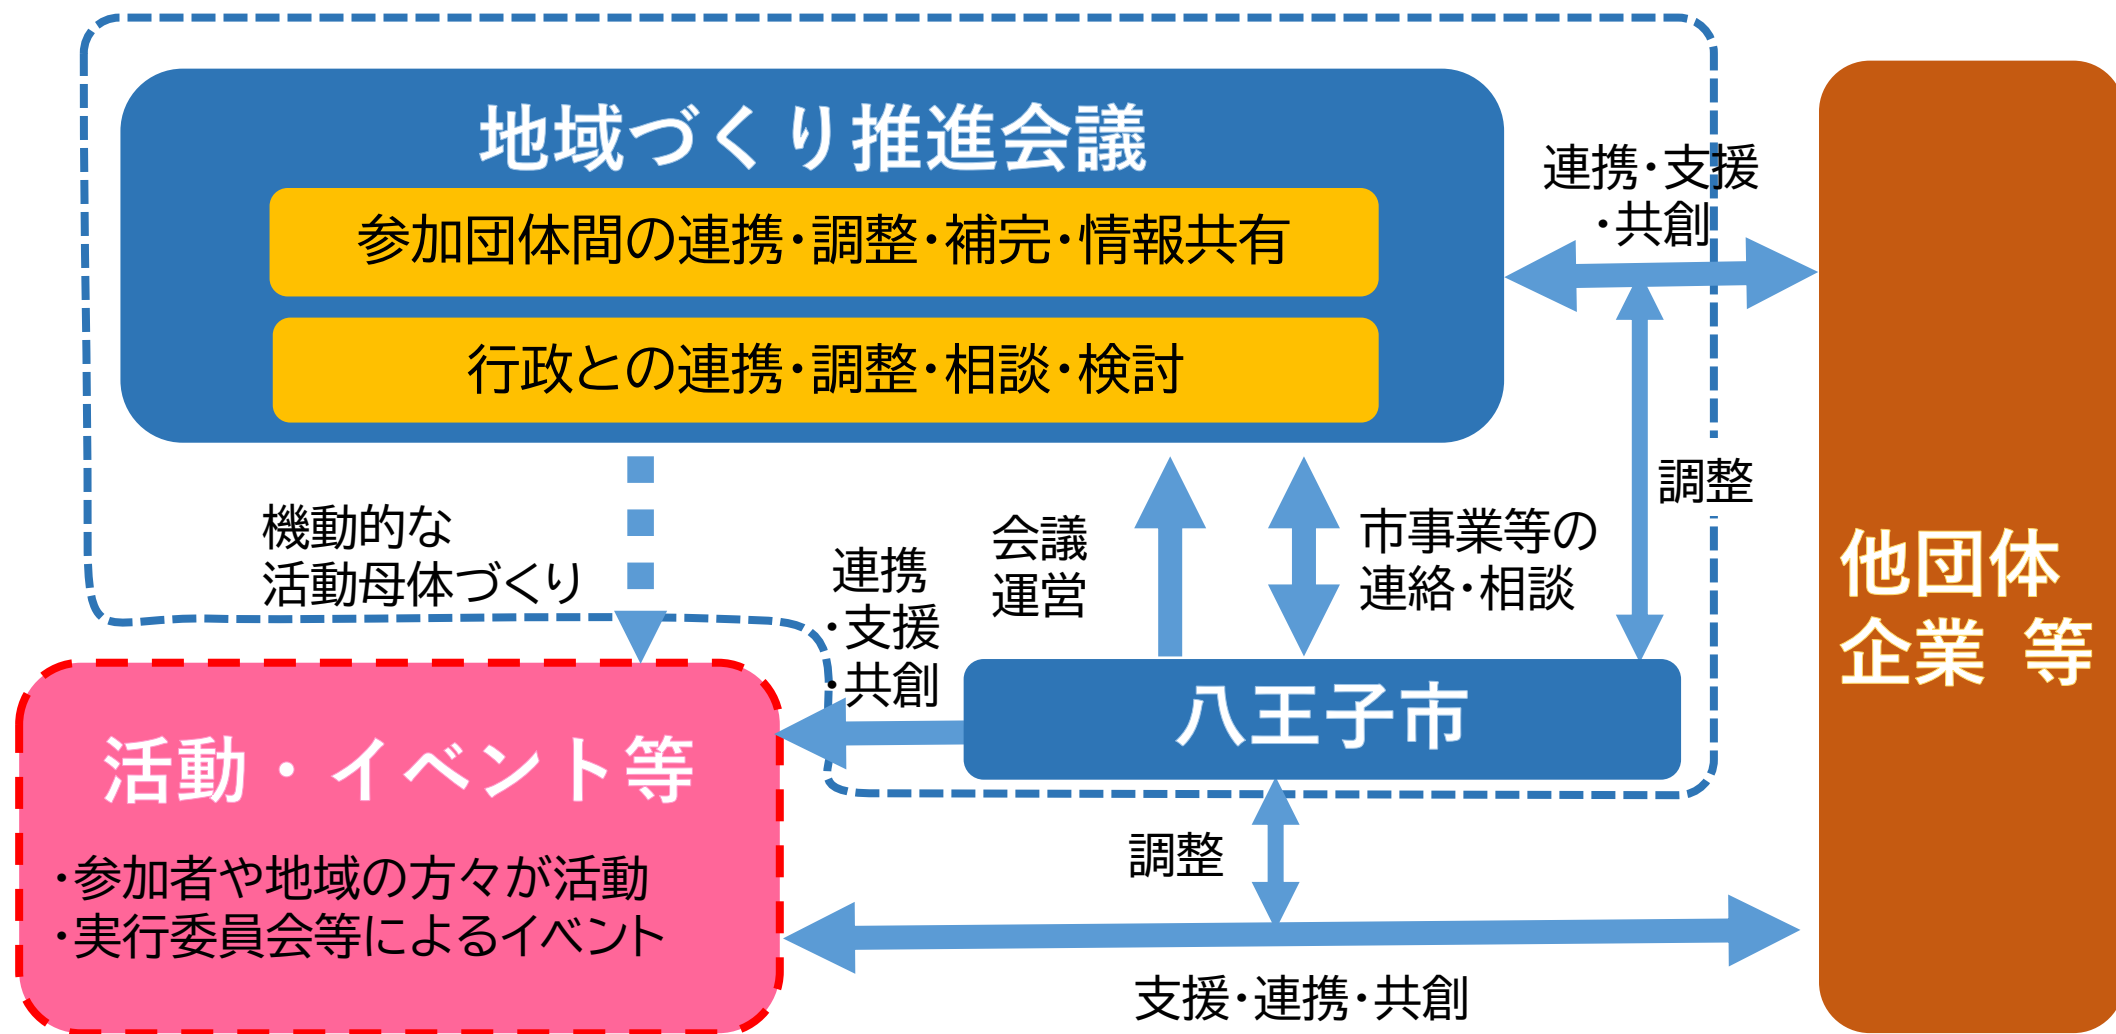 地域づくり推進会議
参加団体間の連携・調整・補完・情報共有
行政との連携・調整・相談・検討
連携・支援
・共創
調整
他団体
企業 等
機動的な
活動母体づくり
連携
・支援
・共創
会議
運営
市事業等の
連絡・相談
八王子市
活動・イベント等
・参加者や地域の方々が活動
・実行委員会等によるイベント
調整
支援・連携・共創